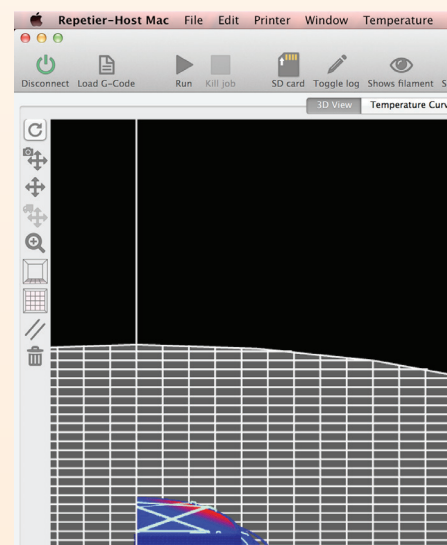 Repetier-Host Mac File Edit Printer Window Temperature
Disconnect Load G-Code Run Kill job SD card Toggle log Shows filament
3D View Temperature Curv